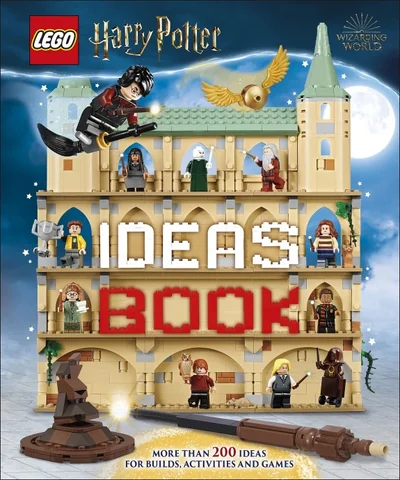 LEGO
Harry Potter
WIZARDING
WORLD
IDEAS
BOOK
MORE THAN 200 IDEAS
FOR BUILDS, ACTIVITIES AND GAMES